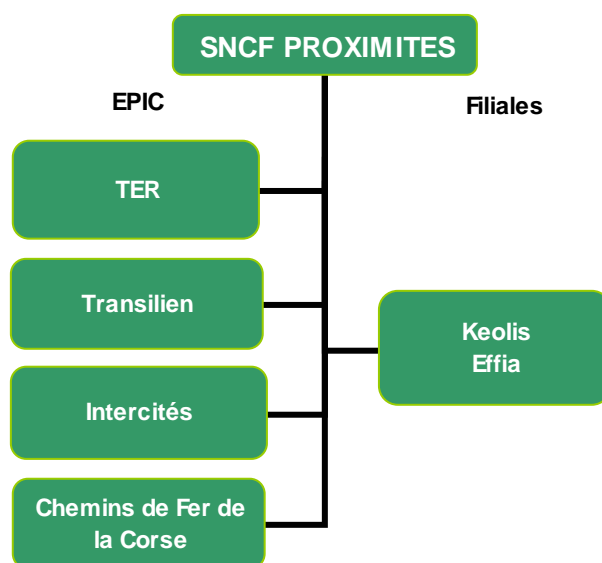 SNCF PROXIMITES
EPIC
Filiales
TER
Transilien
Intercités
Chemins de Fer de
la Corse
Keolis
Effia